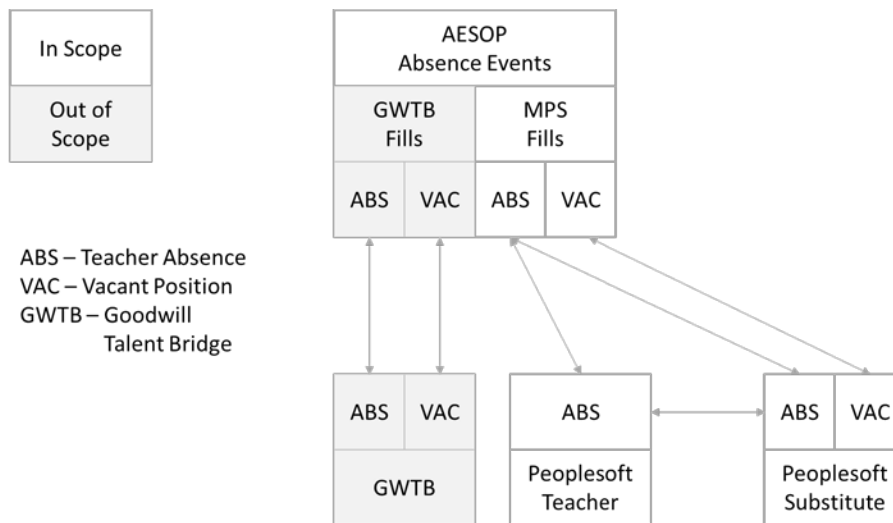 In Scope
Out of
Scope
ABS – Teacher Absence
VAC – Vacant Position
GWTB – Goodwill
Talent Bridge
AESOP
Absence Events
GWTB
Fills
MPS
Fills
ABS
VAC
ABS
VAC
ABS
VAC
GWTB
ABS
Peoplesoft
Teacher
ABS
VAC
Peoplesoft
Substitute